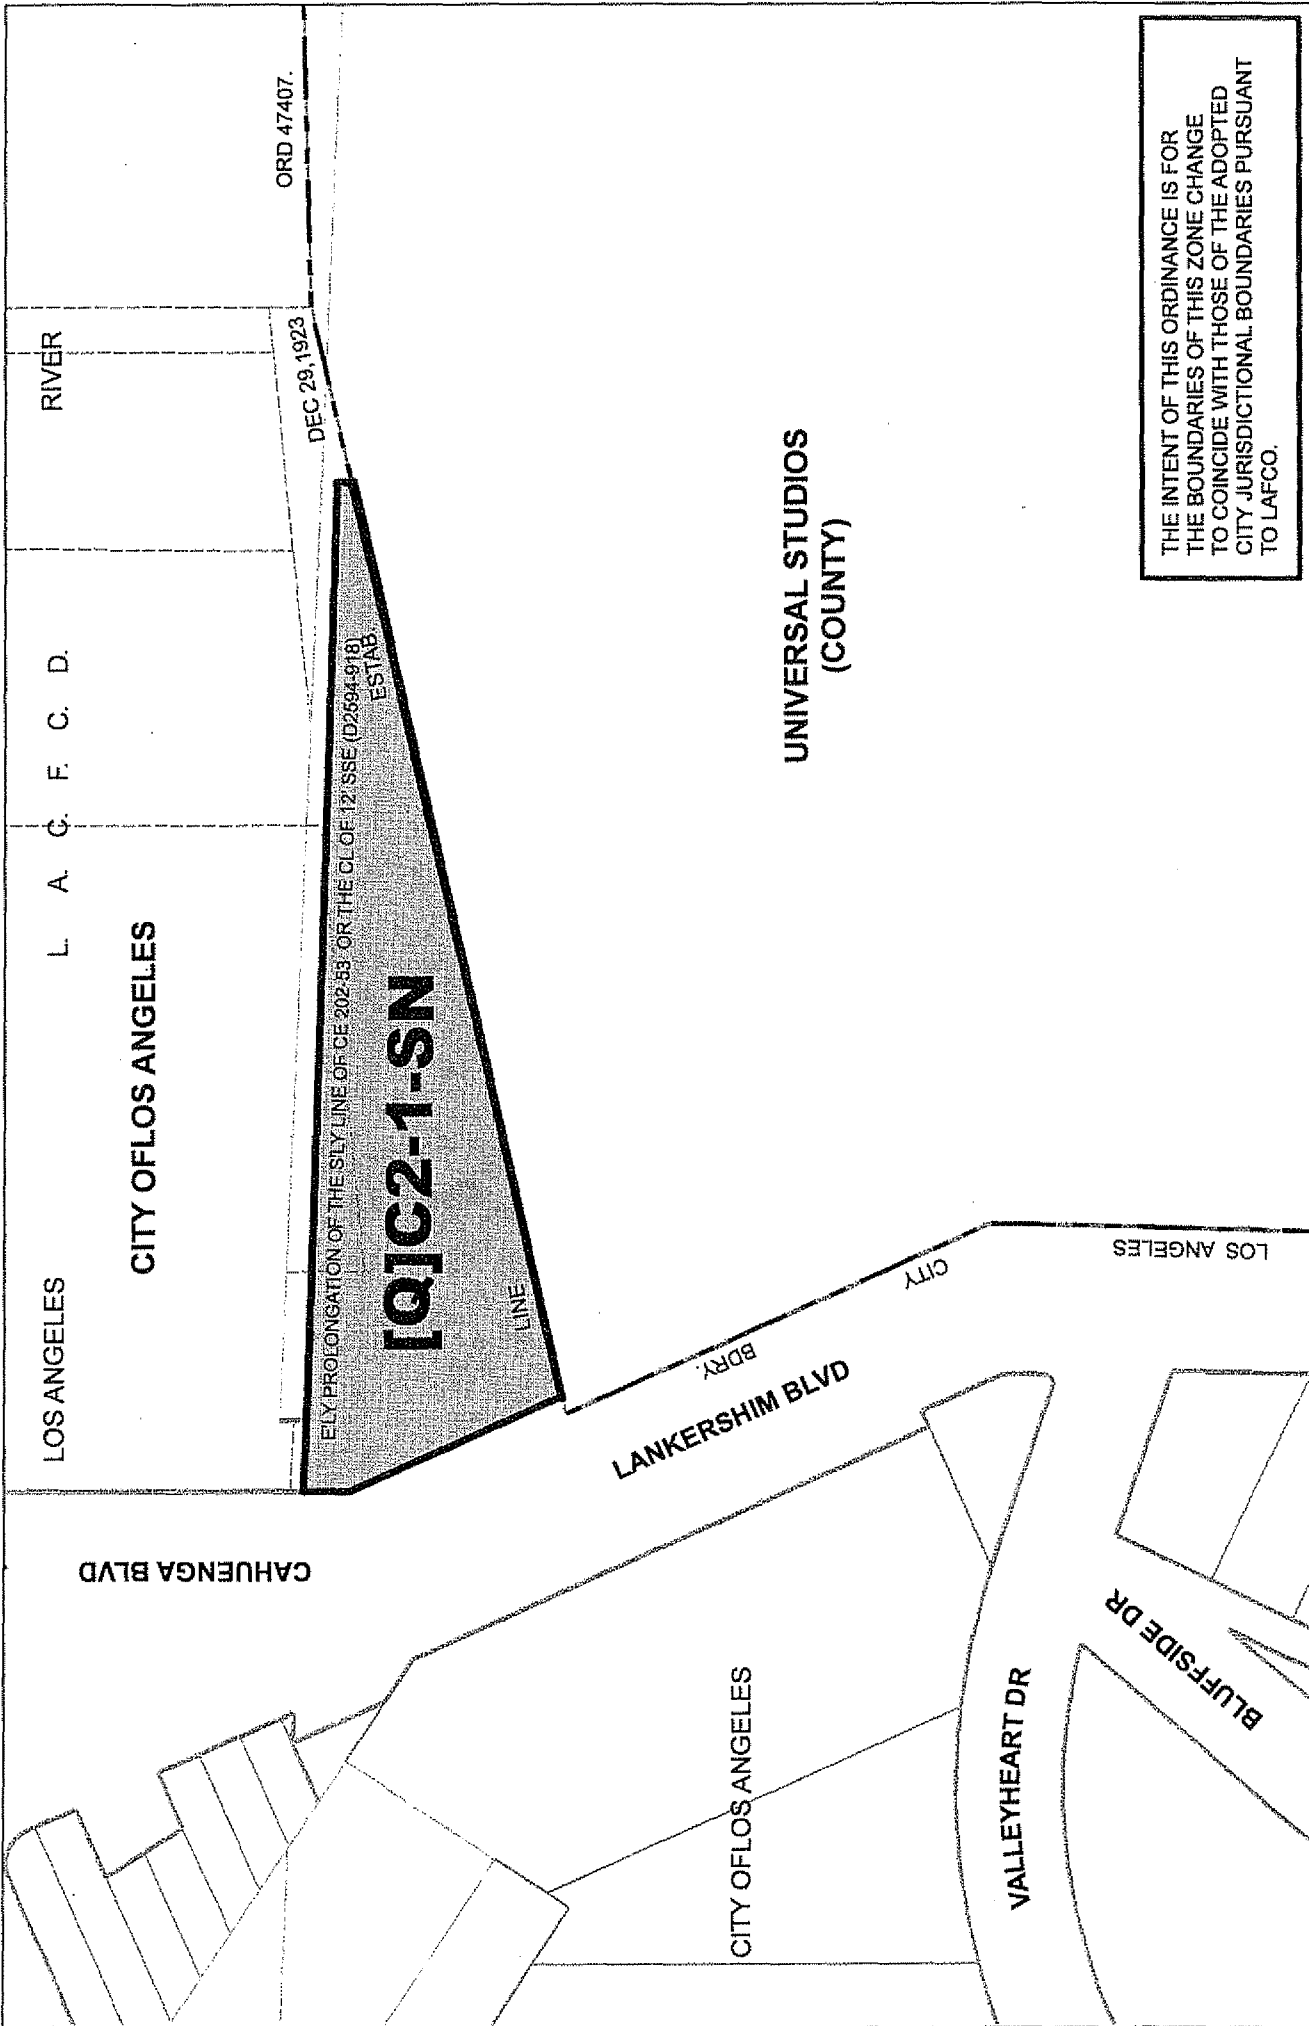 LOS ANGELES
L. A. C. F. C. D.
RIVER
CITY OFLOS ANGELES
ORD 47407.
DEC 29,1923
CAHUENGA BLVD
ELY PROLONGATION OF THE SLY LINE OF CE 202-53 OR THE CL OF 12' SSE (D2594-918)
ESTAB.
[Q]C2-1-SN
LINE
LANKERSHIM BLVD
BDRY.
CITY
LOS ANGELES
UNIVERSAL STUDIOS
(COUNTY)
CITY OFLOS ANGELES
VALLEYHEART DR
BLUFFSIDE DR
THE INTENT OF THIS ORDINANCE IS FOR
THE BOUNDARIES OF THIS ZONE CHANGE
TO COINCIDE WITH THOSE OF THE ADOPTED
CITY JURISDICTIONAL BOUNDARIES PURSUANT
TO LAFCO.